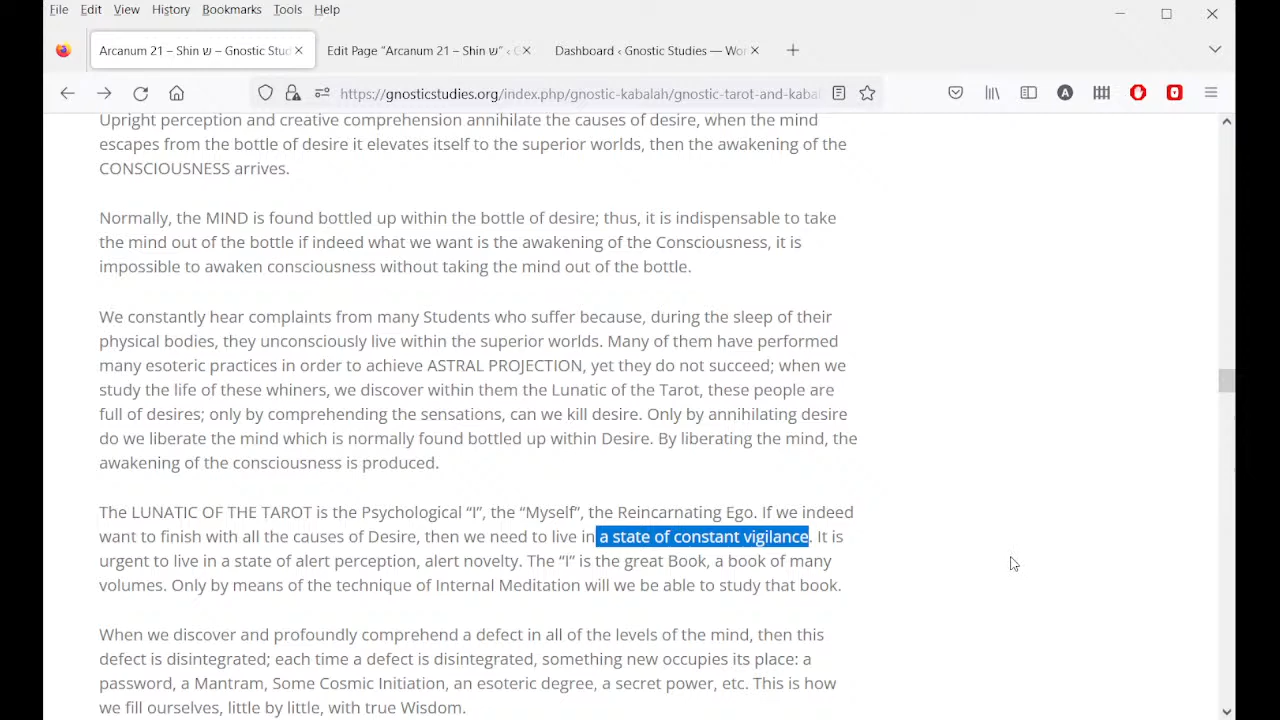 File Edit View History Bookmarks Tools Help
Arcanum 21 – Shin ש – Gnostic Stud
Edit Page “Arcanum 21 – Shin ש” ‹ G
Dashboard ‹ Gnostic Studies — Wor
https://gnosticstudies.org/index.php/gnostic-kabalah/gnostic-tarot-and-kabal
Upright perception and creative comprehension annihilate the causes of desire, when the mind
escapes from the bottle of desire it elevates itself to the superior worlds, then the awakening of the
CONSCIOUSNESS arrives.
Normally, the MIND is found bottled up within the bottle of desire; thus, it is indispensable to take
the mind out of the bottle if indeed what we want is the awakening of the Consciousness, it is
impossible to awaken consciousness without taking the mind out of the bottle.
We constantly hear complaints from many Students who suffer because, during the sleep of their
physical bodies, they unconsciously live within the superior worlds. Many of them have performed
many esoteric practices in order to achieve ASTRAL PROJECTION, yet they do not succeed; when we
study the life of these whiners, we discover within them the Lunatic of the Tarot, these people are
full of desires; only by comprehending the sensations, can we kill desire. Only by annihilating desire
do we liberate the mind which is normally found bottled up within Desire. By liberating the mind, the
awakening of the consciousness is produced.
The LUNATIC OF THE TAROT is the Psychological “I”, the “Myself”, the Reincarnating Ego. If we indeed
want to finish with all the causes of Desire, then we need to live in a state of constant vigilance. It is
urgent to live in a state of alert perception, alert novelty. The “I” is the great Book, a book of many
volumes. Only by means of the technique of Internal Meditation will we be able to study that book.
When we discover and profoundly comprehend a defect in all of the levels of the mind, then this
defect is disintegrated; each time a defect is disintegrated, something new occupies its place: a
password, a Mantram, Some Cosmic Initiation, an esoteric degree, a secret power, etc. This is how
we fill ourselves, little by little, with true Wisdom.